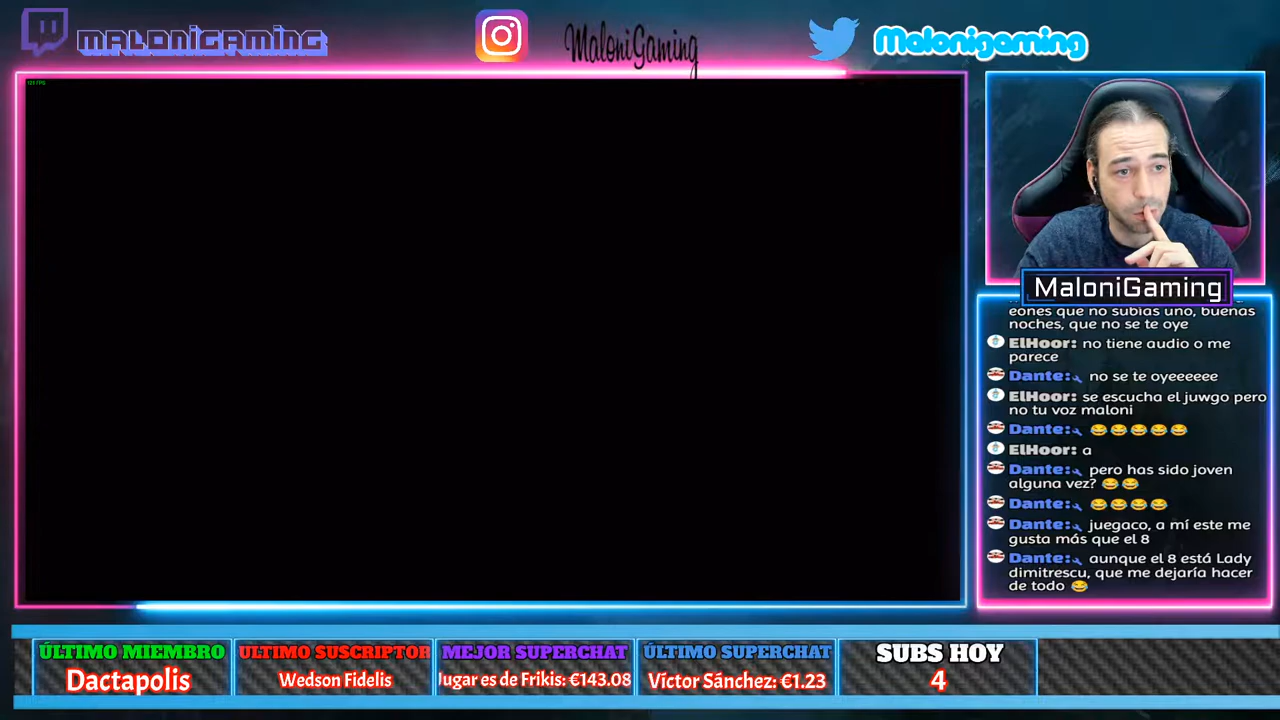 MALONIGAMING
MaloniGaming
Malonigaming
MaloniGaming
eones que no subías uno, buenas
noches, que no se te oye
ElHoor: no tiene audio o me
parece
Dante: no se te oyeeeeee
ElHoor: se escucha el juwgo pero
no tu voz maloni
Dante: 😂😂😂😂😂
ElHoor: a
Dante: pero has sido joven
alguna vez? 😂😂
Dante: 😂😂😂😂
Dante: juegaco, a mí este me
gusta más que el 8
Dante: aunque el 8 está Lady
dimitrescu, que me dejaría hacer
de todo 😂
ÚLTIMO MIEMBRO
Dactapolis
ULTIMO SUSCRIPTOR
Wedson Fidelis
MEJOR SUPERCHAT
Jugar es de Frikis: €143.08
ÚLTIMO SUPERCHAT
Víctor Sánchez: €1.23
SUBS HOY
4